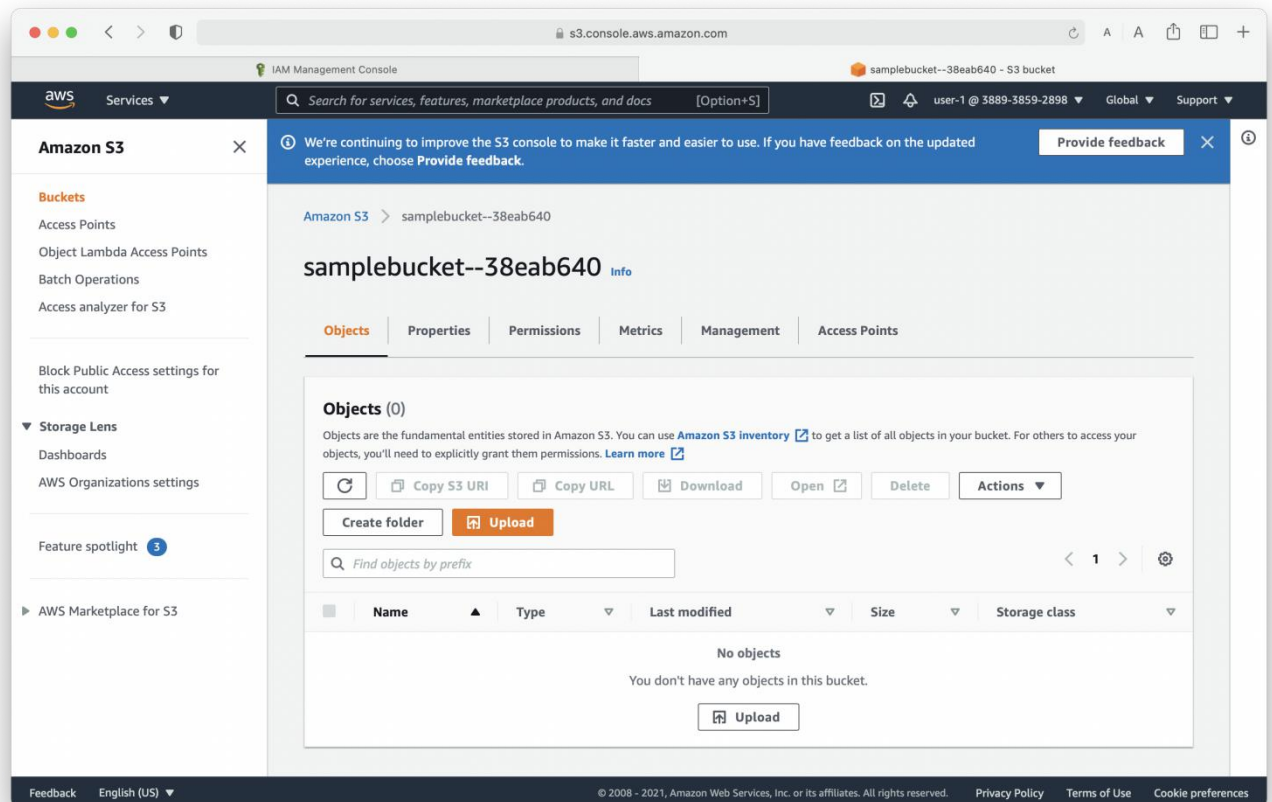 s3.console.aws.amazon.com
A A
IAM Management Console
samplebucket--38eab640 - S3 bucket
aws
Services ▼
Search for services, features, marketplace products, and docs [Option+S]
user-1 @ 3889-3859-2898 ▼
Global ▼
Support ▼
Amazon S3
Buckets
Access Points
Object Lambda Access Points
Batch Operations
Access analyzer for S3
Block Public Access settings for
this account
Storage Lens
Dashboards
AWS Organizations settings
Feature spotlight 3
AWS Marketplace for S3
We're continuing to improve the S3 console to make it faster and easier to use. If you have feedback on the updated
experience, choose Provide feedback.
Provide feedback
Amazon S3 > samplebucket--38eab640
samplebucket--38eab640 Info
Objects Properties Permissions Metrics Management Access Points
Objects (0)
Objects are the fundamental entities stored in Amazon S3. You can use Amazon S3 inventory to get a list of all objects in your bucket. For others to access your
objects, you'll need to explicitly grant them permissions. Learn more
Copy S3 URI Copy URL Download Open Delete Actions ▼
Create folder Upload
Find objects by prefix
< 1 >
Name Type Last modified Size Storage class
No objects
You don't have any objects in this bucket.
Upload
Feedback English (US) ▼ © 2008 - 2021, Amazon Web Services, Inc. or its affiliates. All rights reserved. Privacy Policy Terms of Use Cookie preferences